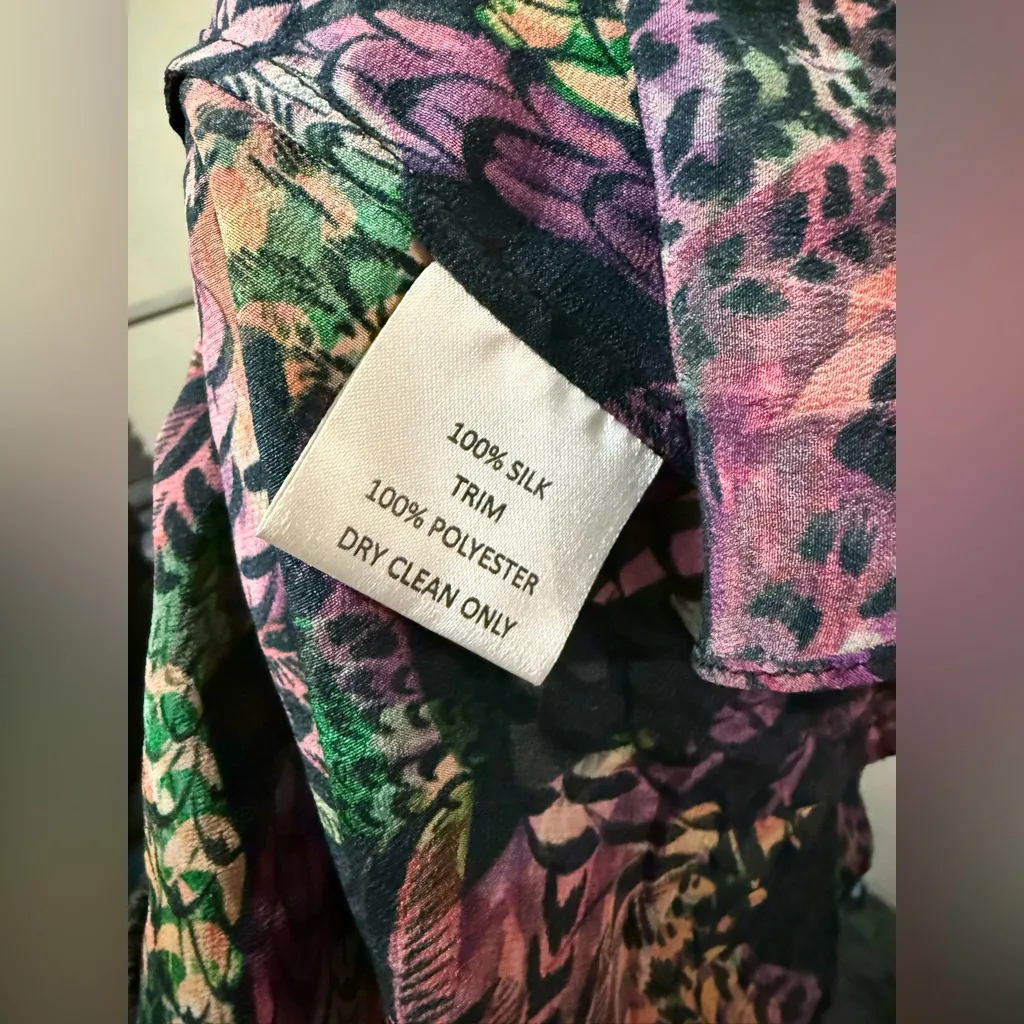 100% SILK
TRIM
100% POLYESTER
DRY CLEAN ONLY